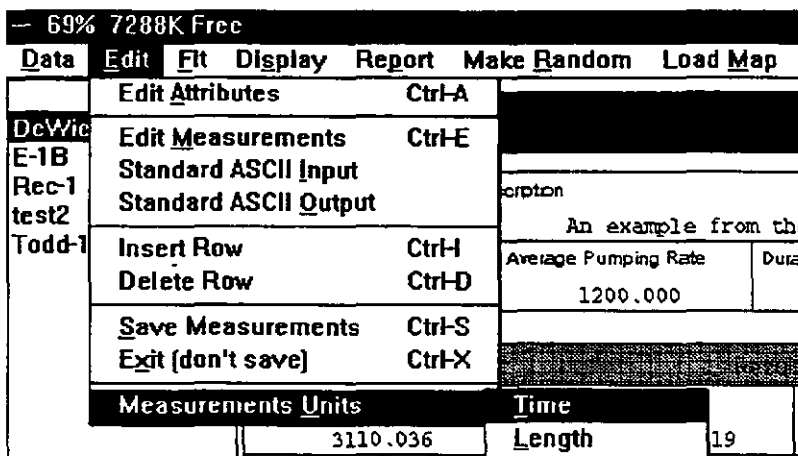 — 69% 7288K Free
Data Edit Fit Display Report Make Random Load Map
Edit Attributes Ctrl-A
DeWie
Edit Measurements Ctrl-E
E-1B
Standard ASCII Input
Rec-1
Standard ASCII Output
test2
Todd-1
Insert Row Ctrl-I
Delete Row Ctrl-D
Save Measurements Ctrl-S
Exit (don't save) Ctrl-X
Measurements Units
Time
Length
cription
An example from th
Average Pumping Rate Dura
1200.000
3110.036
19